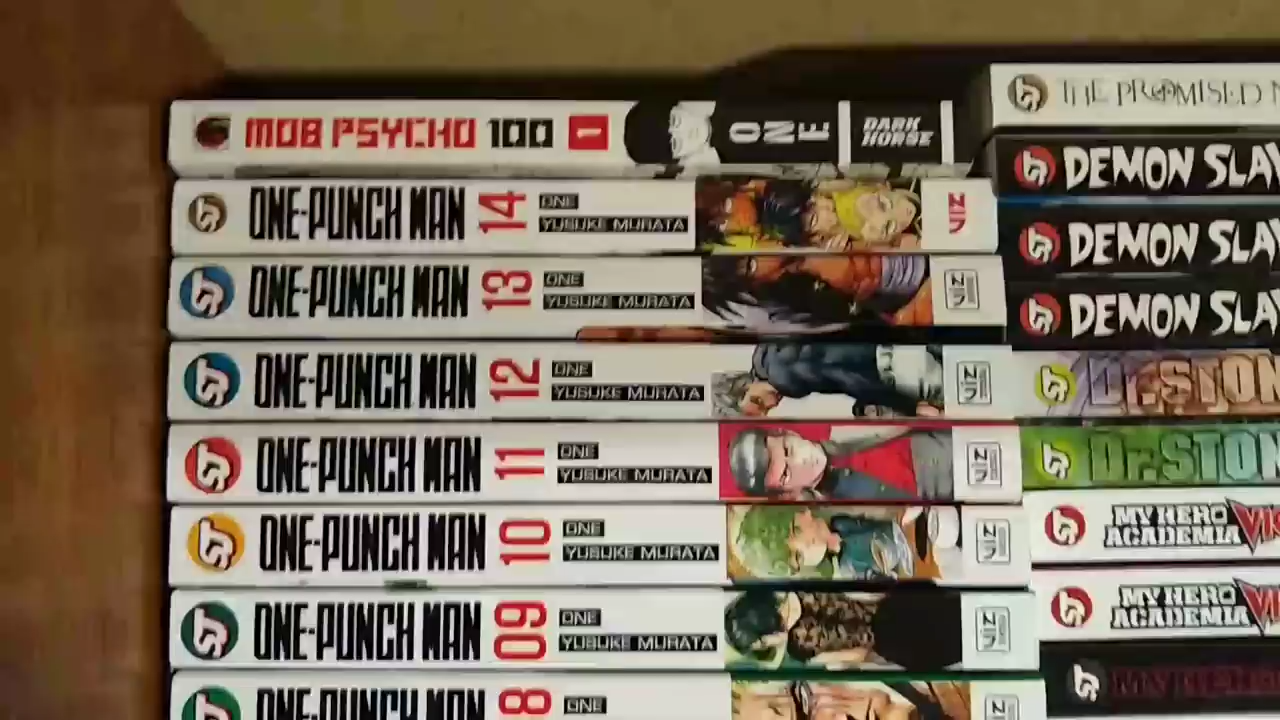 MOB PSYCHO 100 1 ONE DARK HORSE
ONE-PUNCH MAN 14 ONE YUSUKE MURATA VIZ
ONE-PUNCH MAN 13 ONE YUSUKE MURATA VIZ
ONE-PUNCH MAN 12 ONE YUSUKE MURATA VIZ
ONE-PUNCH MAN 11 ONE YUSUKE MURATA VIZ
ONE-PUNCH MAN 10 ONE YUSUKE MURATA VIZ
ONE-PUNCH MAN 09 ONE YUSUKE MURATA VIZ
ONE-PUNCH MAN 8 ONE
THE PROMISED N
DEMON SLAY
DEMON SLAY
DEMON SLAY
Dr.STON
Dr.STON
MY HERO ACADEMIA VI
MY HERO ACADEMIA VI
MY HERO